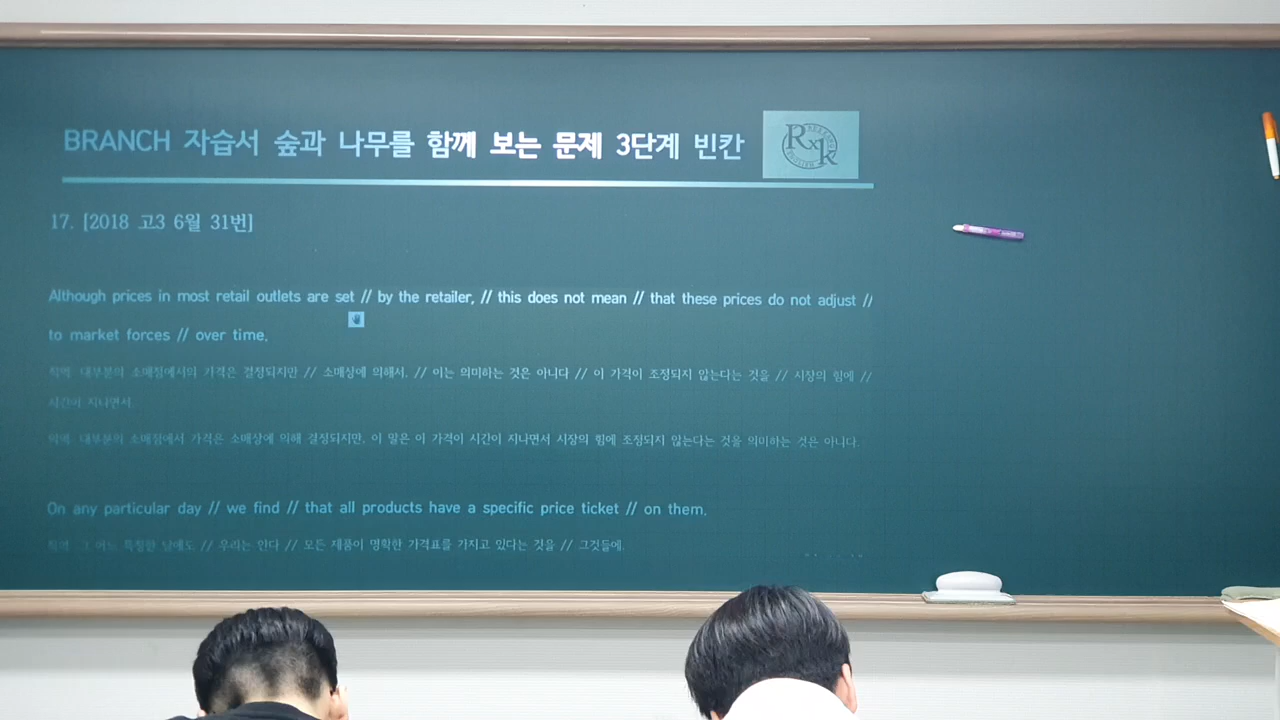 BRANCH 자습서 숲과 나무를 함께 보는 문제 3단계 빈칸
RxK
17. [2018 고3 6월 31번]
Although prices in most retail outlets are set // by the retailer, // this does not mean // that these prices do not adjust //
to market forces // over time.
직역: 대부분의 소매점에서의 가격은 결정되지만 // 소매상에 의해서, // 이는 의미하는 것은 아니다 // 이 가격이 조정되지 않는다는 것을 // 시장의 힘에 //
시간이 지나면서.
의역: 대부분의 소매점에서 가격은 소매상에 의해 결정되지만, 이 말은 이 가격이 시간이 지나면서 시장의 힘에 조정되지 않는다는 것을 의미하는 것은 아니다.
On any particular day // we find // that all products have a specific price ticket // on them.
직역: 그 어느 특정한 날에도 // 우리는 안다 // 모든 제품이 명확한 가격표를 가지고 있다는 것을 // 그것들에.